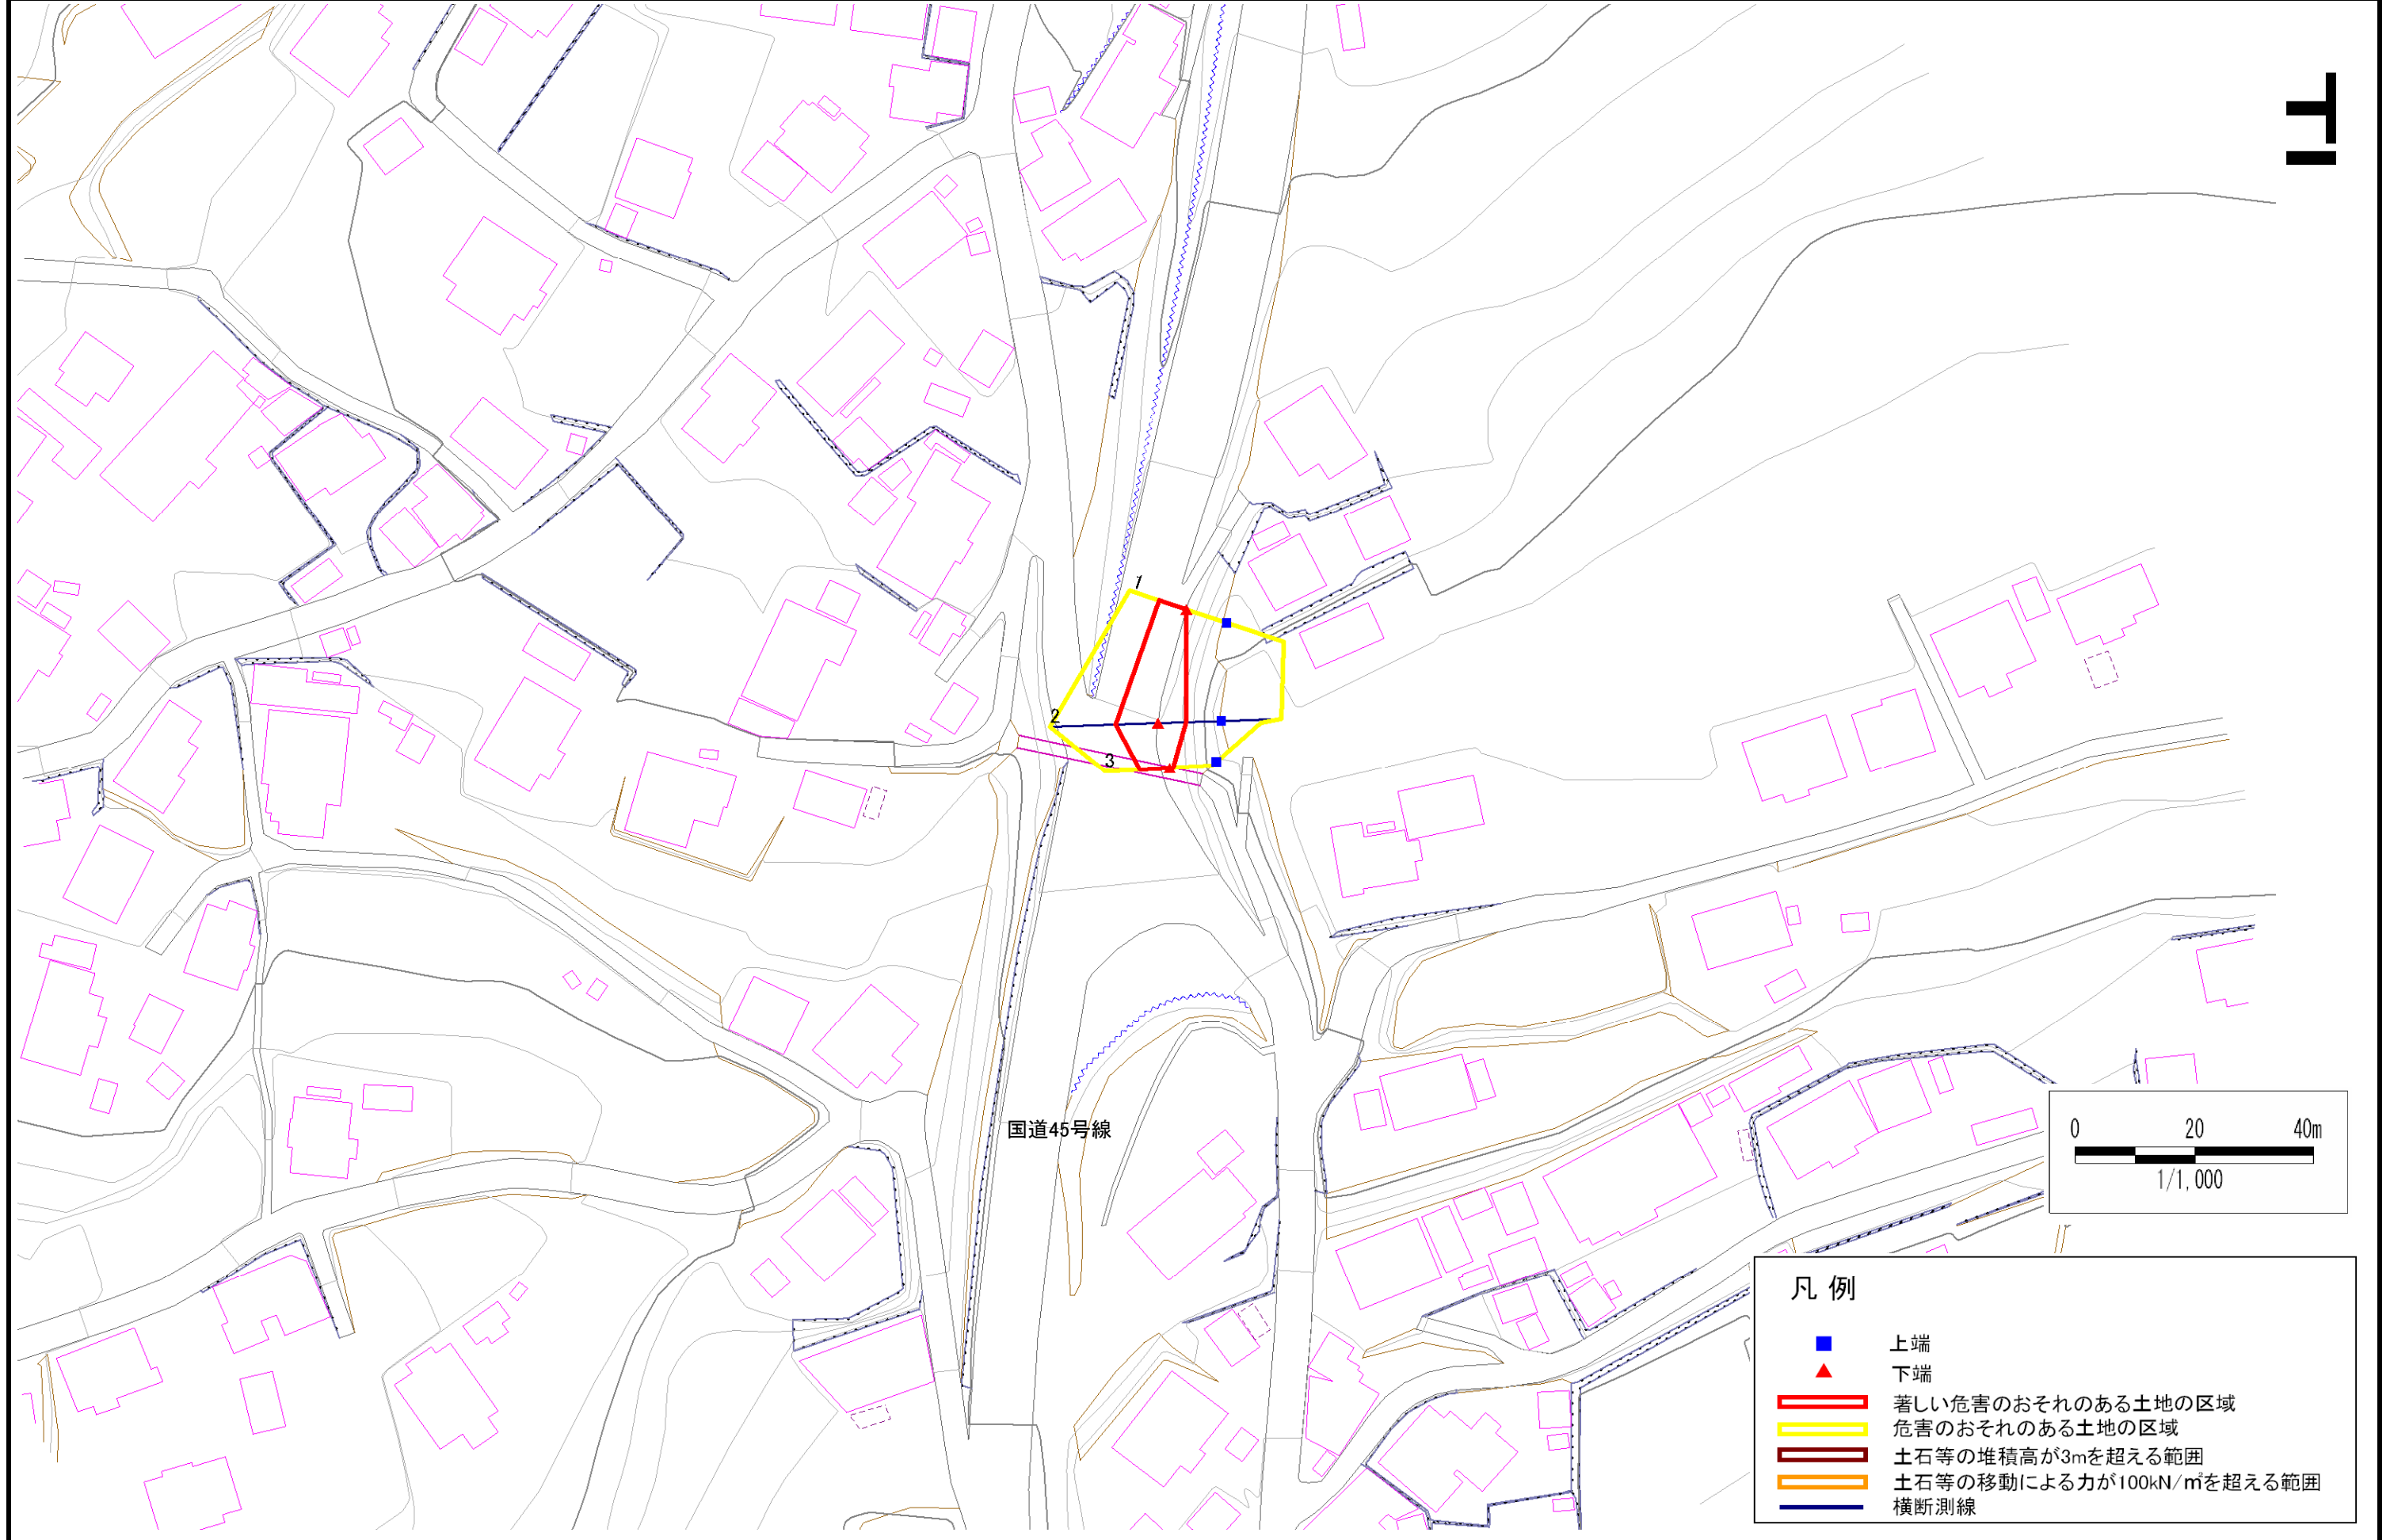 1
2
3
国道45号線
0 20 40m
1/1,000
凡例
上端
下端
著しい危害のおそれのある土地の区域
危害のおそれのある土地の区域
土石等の堆積高が3mを超える範囲
土石等の移動による力が100kN/㎡を超える範囲
横断測線